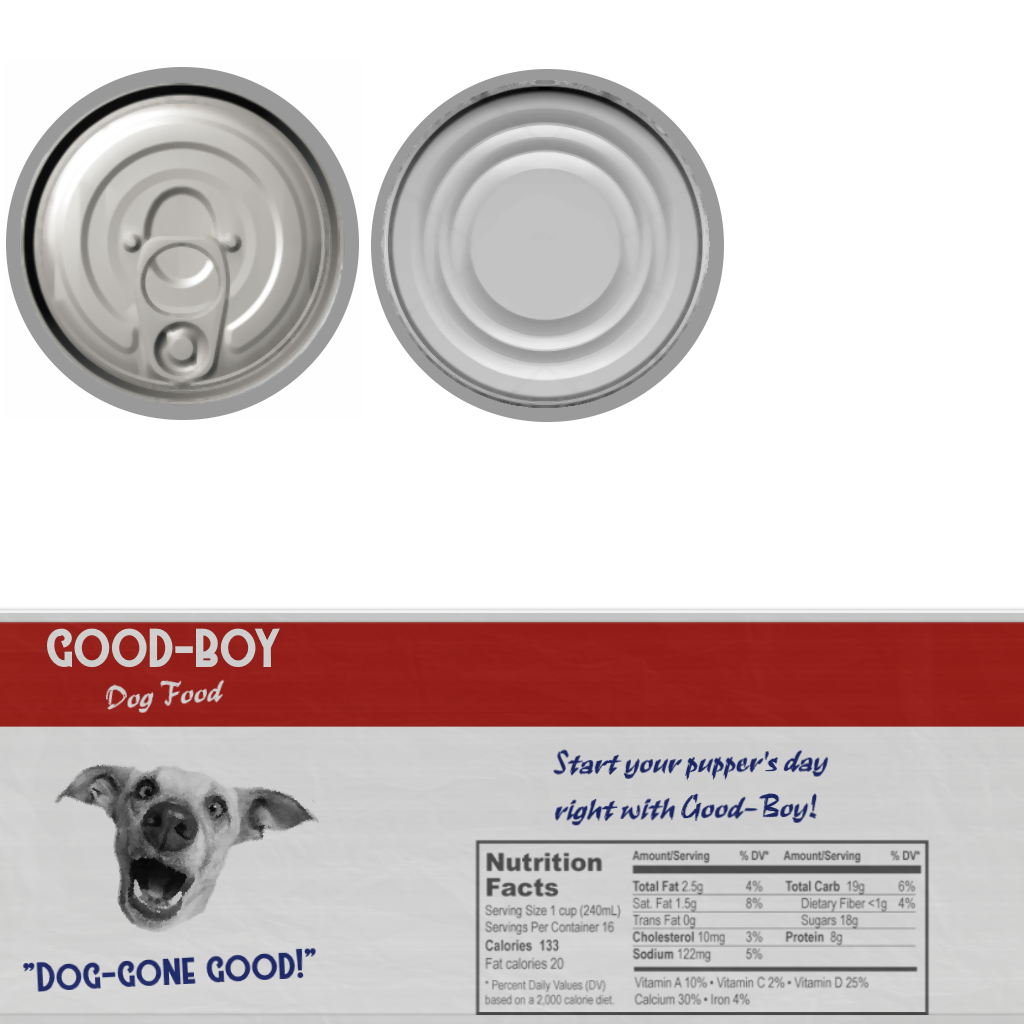 GOOD-BOY
Dog Food
"DOG-GONE GOOD!"
Start your pupper's day
right with Good-Boy!
Nutrition
Facts
Serving Size 1 cup (240mL)
Servings Per Container 16
Calories 133
Fat calories 20
* Percent Daily Values (DV)
based on a 2,000 calorie diet.
Amount/Serving % DV* Amount/Serving % DV*
Total Fat 2.5g 4% Total Carb 19g 6%
Sat. Fat 1.5g 8% Dietary Fiber <1g 4%
Trans Fat 0g Sugars 18g
Cholesterol 10mg 3% Protein 8g
Sodium 122mg 5%
Vitamin A 10% • Vitamin C 2% • Vitamin D 25%
Calcium 30% • Iron 4%